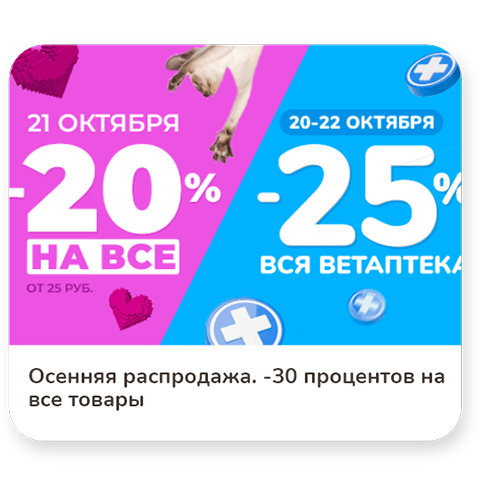 21 ОКТЯБРЯ
-20%
НА ВСЕ
ОТ 25 РУБ.
20-22 ОКТЯБРЯ
-25%
ВСЯ ВЕТАПТЕКА
Осенняя распродажа. -30 процентов на
все товары